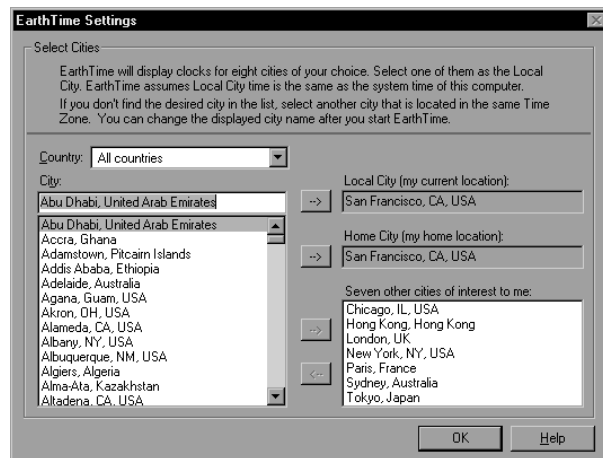 EarthTime Settings
Select Cities
EarthTime will display clocks for eight cities of your choice. Select one of them as the Local
City. EarthTime assumes Local City time is the same as the system time of this computer.
If you don't find the desired city in the list, select another city that is located in the same Time
Zone. You can change the displayed city name after you start EarthTime.
Country: All countries
City:
Abu Dhabi, United Arab Emirates
Abu Dhabi, United Arab Emirates
Accra, Ghana
Adamstown, Pitcairn Islands
Addis Ababa, Ethiopia
Adelaide, Australia
Agana, Guam, USA
Akron, OH, USA
Alameda, CA, USA
Albany, NY, USA
Albuquerque, NM, USA
Algiers, Algeria
Alma-Ata, Kazakhstan
Altadena, CA, USA
-->
Local City (my current location):
San Francisco, CA, USA
-->
Home City (my home location):
San Francisco, CA, USA
-->
<--
Seven other cities of interest to me:
Chicago, IL, USA
Hong Kong, Hong Kong
London, UK
New York, NY, USA
Paris, France
Sydney, Australia
Tokyo, Japan
OK
Help